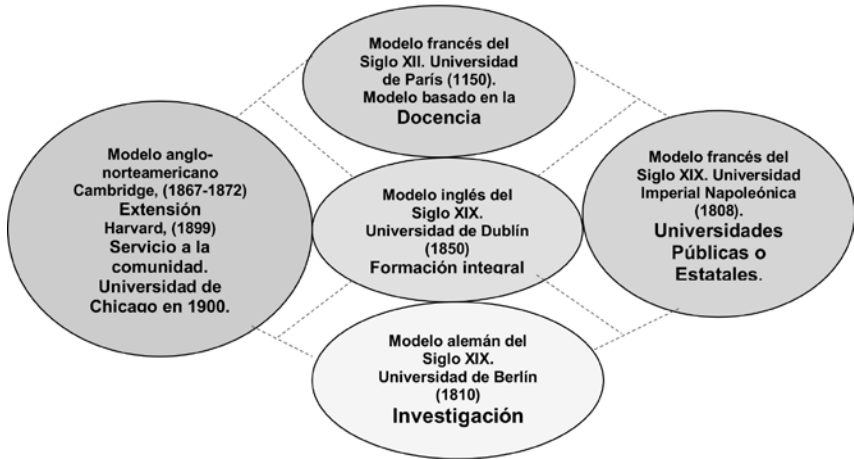 Modelo francés del
Siglo XII. Universidad
de París (1150).
Modelo basado en la
Docencia
Modelo anglo-
norteamericano
Cambridge, (1867-1872)
Extensión
Harvard, (1899)
Servicio a la
comunidad.
Universidad de
Chicago en 1900.
Modelo inglés del
Siglo XIX.
Universidad de Dublín
(1850)
Formación integral
Modelo francés del
Siglo XIX. Universidad
Imperial Napoleónica
(1808).
Universidades
Públicas o
Estatales.
Modelo alemán del
Siglo XIX.
Universidad de Berlín
(1810)
Investigación